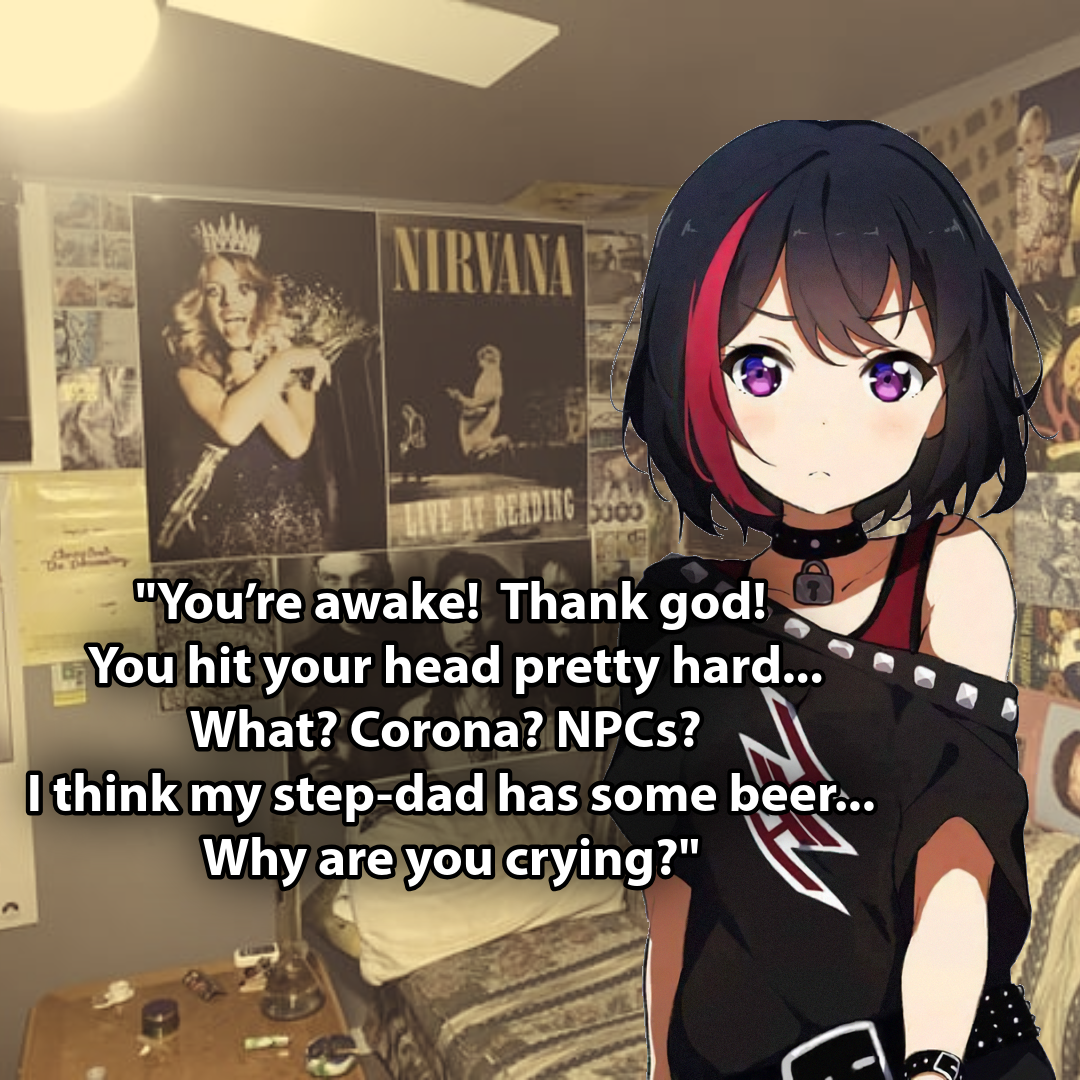 NIRVANA
LIVE AT READING
"You’re awake!  Thank god!
You hit your head pretty hard...
What? Corona? NPCs?
I think my step-dad has some beer...
Why are you crying?"